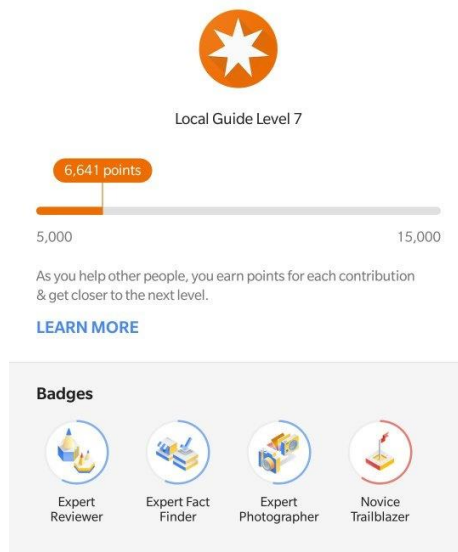 Local Guide Level 7
6,641 points
5,000
15,000
As you help other people, you earn points for each contribution
& get closer to the next level.
LEARN MORE
Badges
Expert
Reviewer
Expert Fact
Finder
Expert
Photographer
Novice
Trailblazer